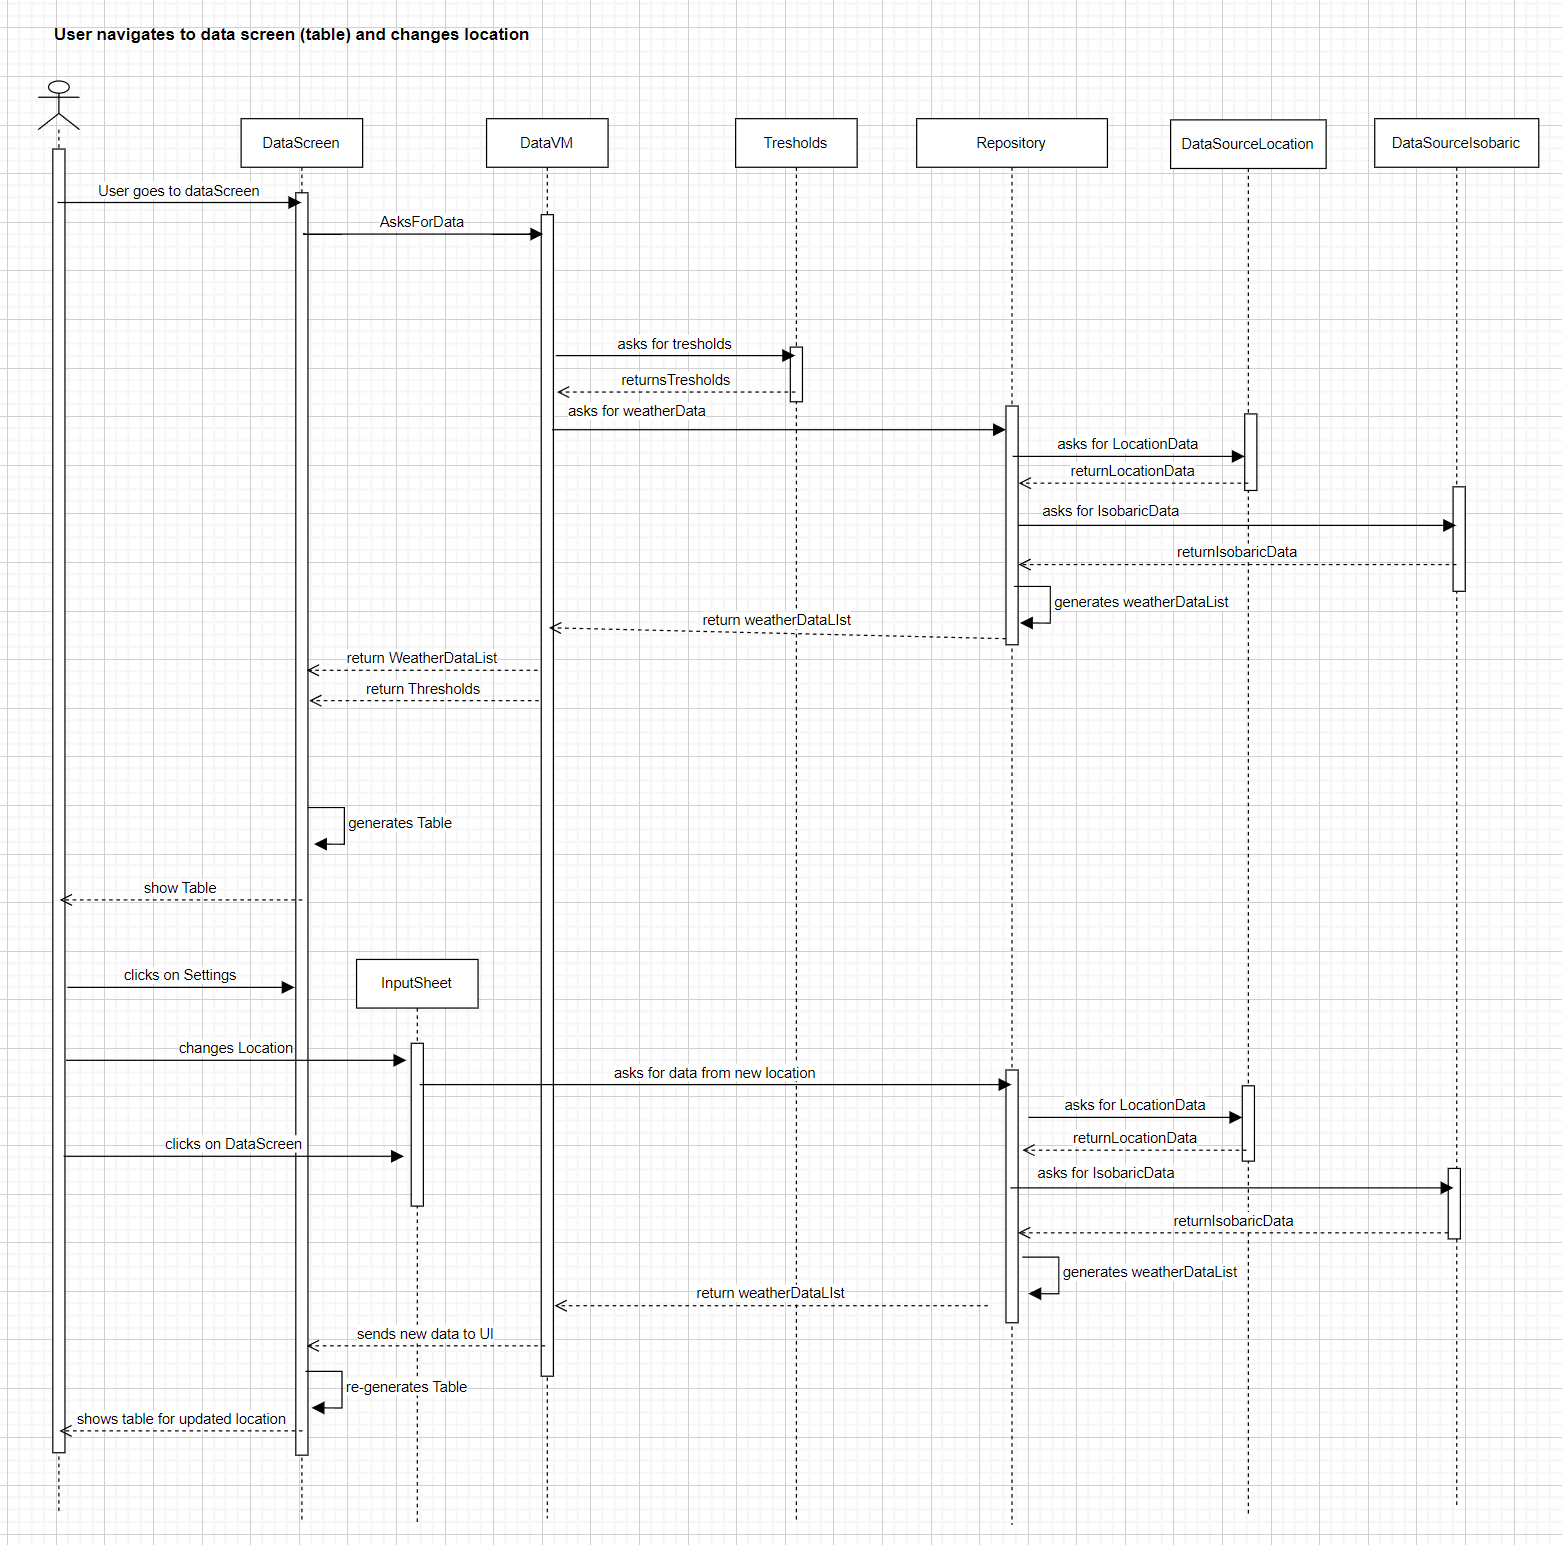 User navigates to data screen (table) and changes location
DataScreen
DataVM
Tresholds
Repository
DataSourceLocation
DataSourceIsobaric
User goes to dataScreen
AsksForData
asks for tresholds
returnsTresholds
asks for weatherData
asks for LocationData
returnLocationData
asks for IsobaricData
returnIsobaricData
generates weatherDataList
return weatherDataLIst
return WeatherDataList
return Thresholds
generates Table
show Table
clicks on Settings
InputSheet
changes Location
asks for data from new location
asks for LocationData
returnLocationData
clicks on DataScreen
asks for IsobaricData
returnIsobaricData
generates weatherDataList
return weatherDataLIst
sends new data to UI
re-generates Table
shows table for updated location